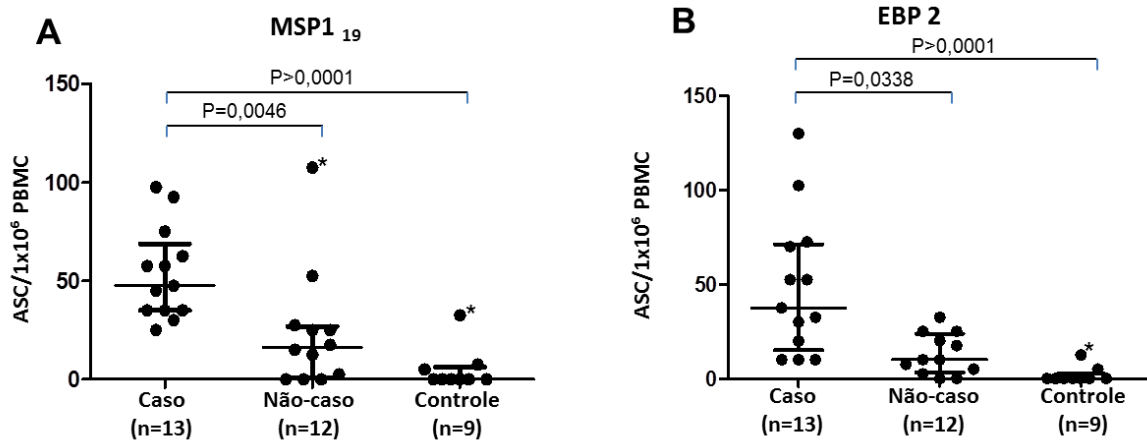 A
MSP1 19
P>0,0001
P=0,0046
150
100
50
0
ASC/1x10⁶ PBMC
*
*
Caso
(n=13)
Não-caso
(n=12)
Controle
(n=9)
B
EBP 2
P>0,0001
P=0,0338
150
100
50
0
ASC/1x10⁶ PBMC
*
Caso
(n=13)
Não-caso
(n=12)
Controle
(n=9)